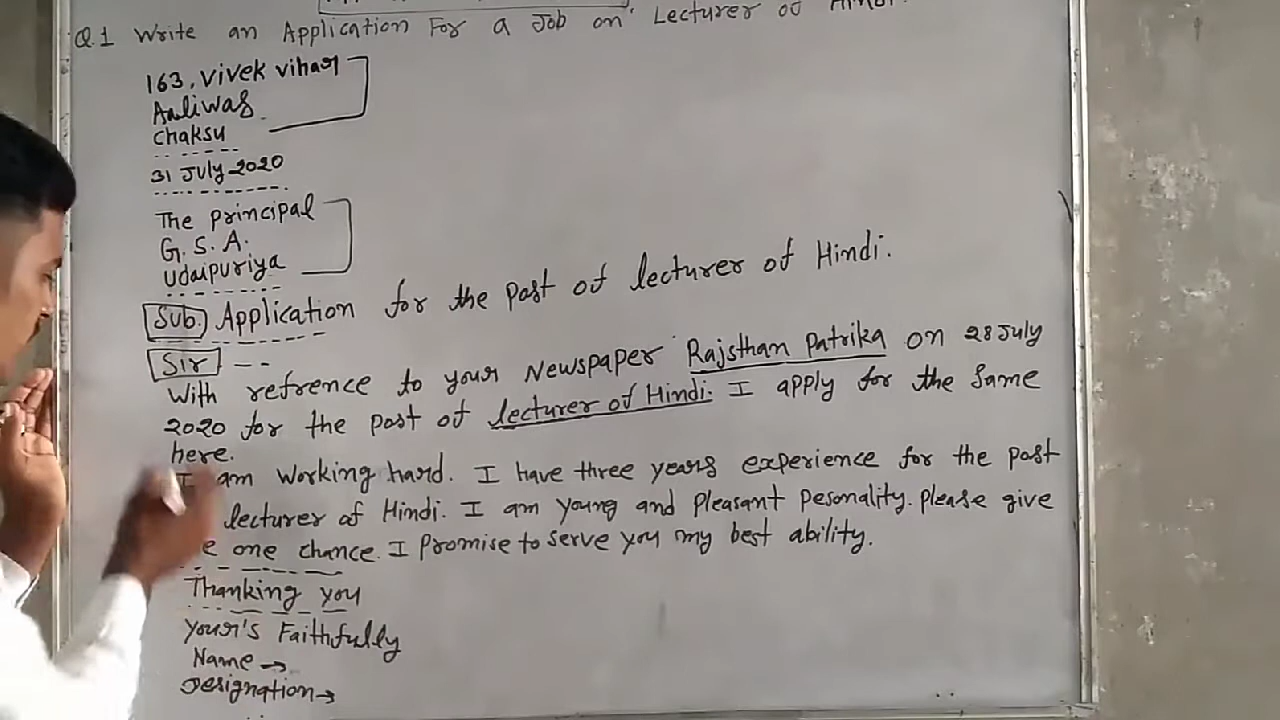 Q.1 Write an Application For a Job on Lecturer of Hindi.
163, Vivek vihar
Aaliwas
Chaksu
31 July 2020
The principal
G. S. A.
Udaipuriya
Sub. Application for the Post of lecturer of Hindi.
Sir
With refrence to your Newspaper Rajsthan Patrika on 28 July
2020 for the post of lecturer of Hindi. I apply for the same
here.
I am working hard. I have three years experience for the past
lecturer of Hindi. I am young and pleasant pesonality. please give
one chance. I promise to serve you my best ability.
Thanking you
your's Faithfully
Name →
Designation →